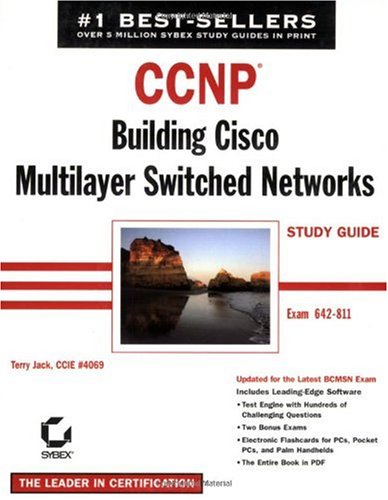 #1 BEST-SELLERS
OVER 5 MILLION SYBEX STUDY GUIDES IN PRINT
CCNP®
Building Cisco
Multilayer Switched Networks
STUDY GUIDE
Exam 642-811
Terry Jack, CCIE #4069
Updated for the Latest BCMSN Exam
Includes Leading-Edge Software
• Test Engine with Hundreds of
Challenging Questions
• Two Bonus Exams
• Electronic Flashcards for PCs, Pocket
PCs, and Palm Handhelds
• The Entire Book in PDF
SYBEX®
THE LEADER IN CERTIFICATION